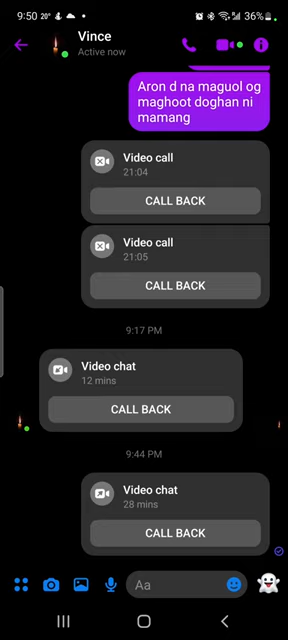 9:50 20°
36%
Vince
Active now
Aron d na maguol og
maghoot doghan ni
mamang
Video call
21:04
CALL BACK
Video call
21:05
CALL BACK
9:17 PM
Video chat
12 mins
CALL BACK
9:44 PM
Video chat
28 mins
CALL BACK
Aa